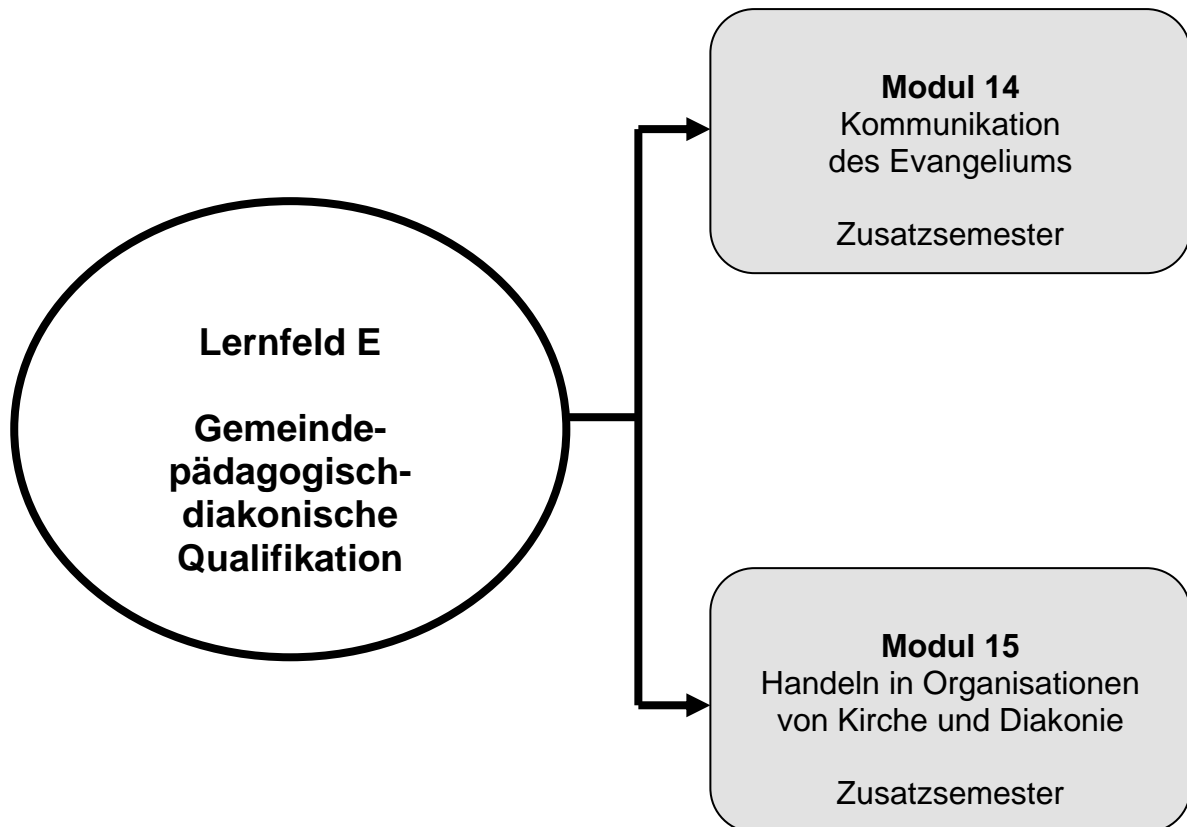 Lernfeld E
Gemeinde-
pädagogisch-
diakonische
Qualifikation
Modul 14
Kommunikation
des Evangeliums
Zusatzsemester
Modul 15
Handeln in Organisationen
von Kirche und Diakonie
Zusatzsemester